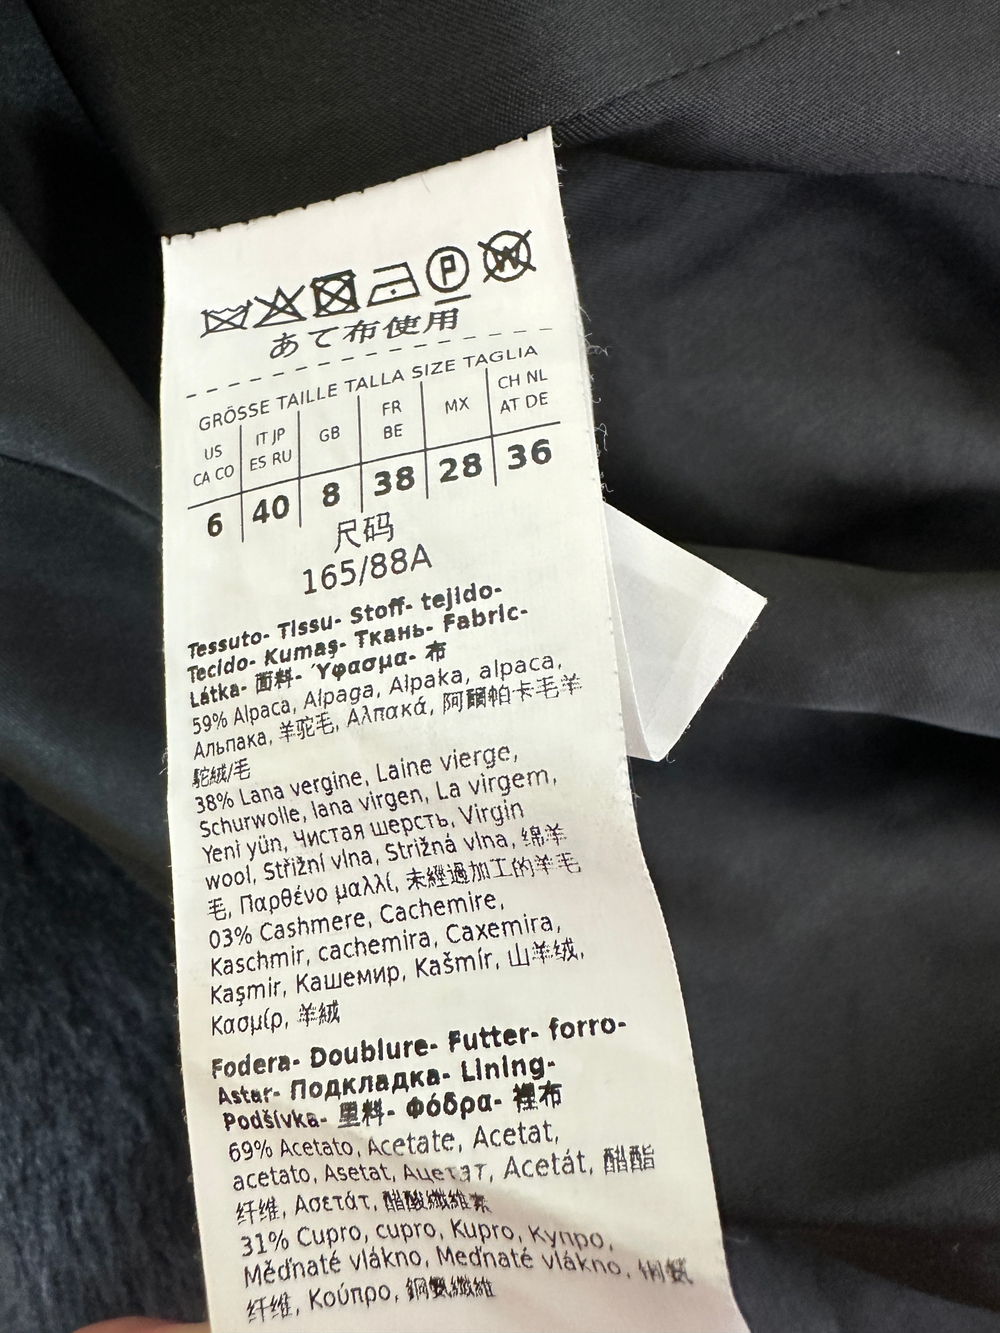 P W
あて布使用
GRÖSSE TAILLE TALLA SIZE TAGLIA
US CA CO | IT JP ES RU | GB | FR BE | MX | CH NL AT DE
6 | 40 | 8 | 38 | 28 | 36
尺码
165/88A
Tessuto- Tissu- Stoff- tejido-
Tecido- Kumaş- Ткань- Fabric-
Látka- 面料- Ύφασμα- 布
59% Alpaca, Alpaga, Alpaka, alpaca,
Альпака, 羊驼毛, Αλπακά, 阿爾帕卡毛羊
駝絨/毛
38% Lana vergine, Laine vierge,
Schurwolle, lana virgen, La virgem,
Yeni yün, Чистая шерсть, Virgin
wool, Střižní vlna, Strižná vlna, 绵羊
毛, Παρθένο μαλλί, 未經過加工的羊毛
03% Cashmere, Cachemire,
Kaschmir, cachemira, Caxemira,
Kaşmir, Кашемир, Kašmír, 山羊绒,
Κασμίρ, 羊絨
Fodera- Doublure- Futter- forro-
Astar- Подкладка- Lining-
Podšívka- 里料- Φόδρα- 裡布
69% Acetato, Acetate, Acetat,
acetato, Asetat, Ацетат, Acetát, 醋酯
纤维, Ασετάτ, 醋酸纖維素
31% Cupro, cupro, Kupro, Купро,
Měďnaté vlákno, Meďnaté vlákno, 铜氨
纤维, Κούπρο, 銅氨纖維